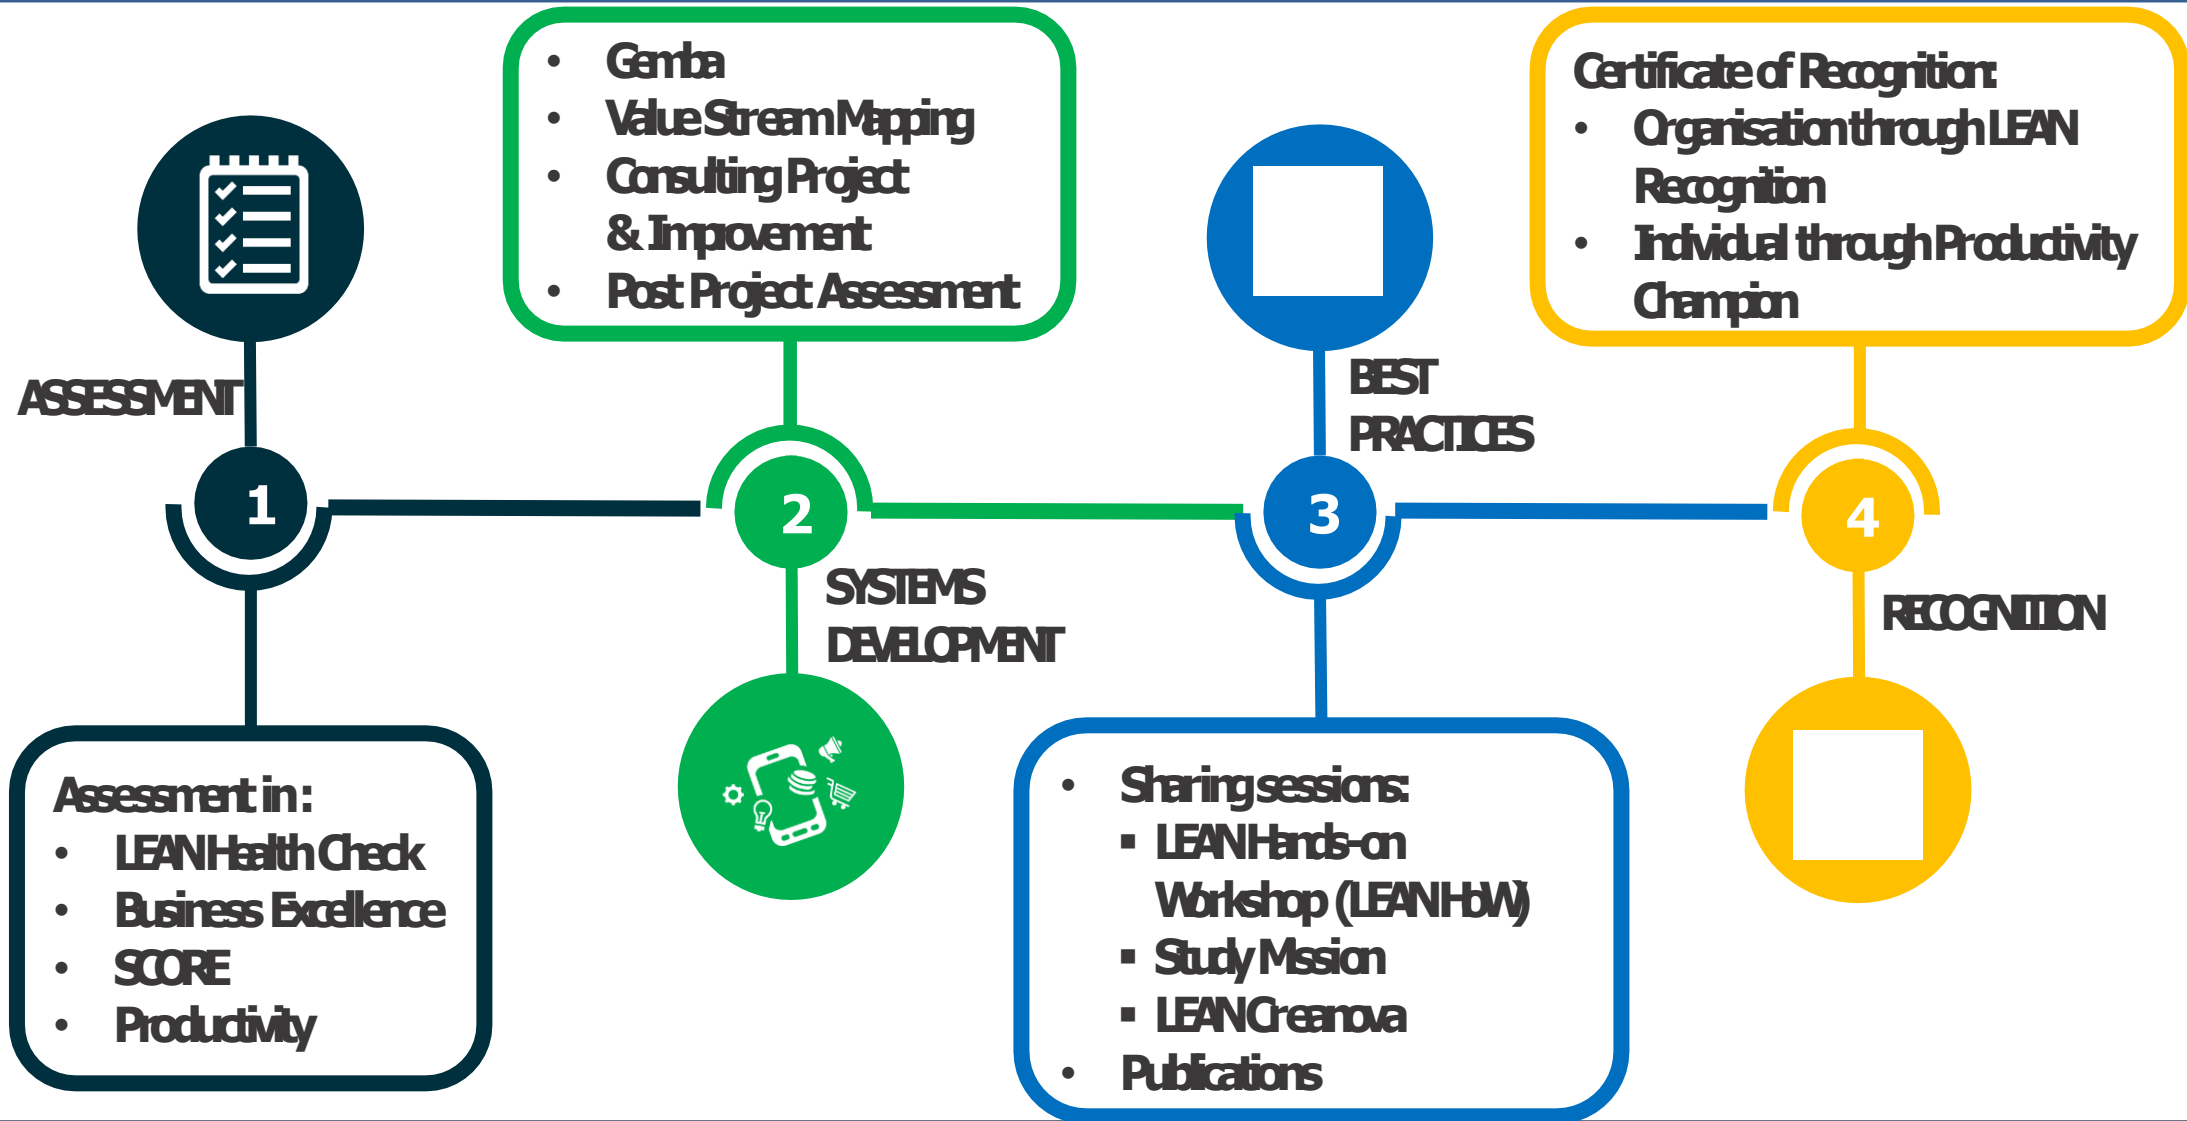 ASSESSMENT
1
Assessment in :
• LEAN Health Check
• Business Excellence
• SCORE
• Productivity
• Gemba
• Value Stream Mapping
• Consulting Project
& Improvement
• Post Project Assessment
2
SYSTEMS
DEVELOPMENT
BEST
PRACTICES
3
• Sharing sessions:
▪ LEAN Hands-on
Workshop (LEAN HoW)
▪ Study Mission
▪ LEAN Creanova
• Publications
Certificate of Recognition:
• Organisation through LEAN
Recognition
• Individual through Productivity
Champion
4
RECOGNITION